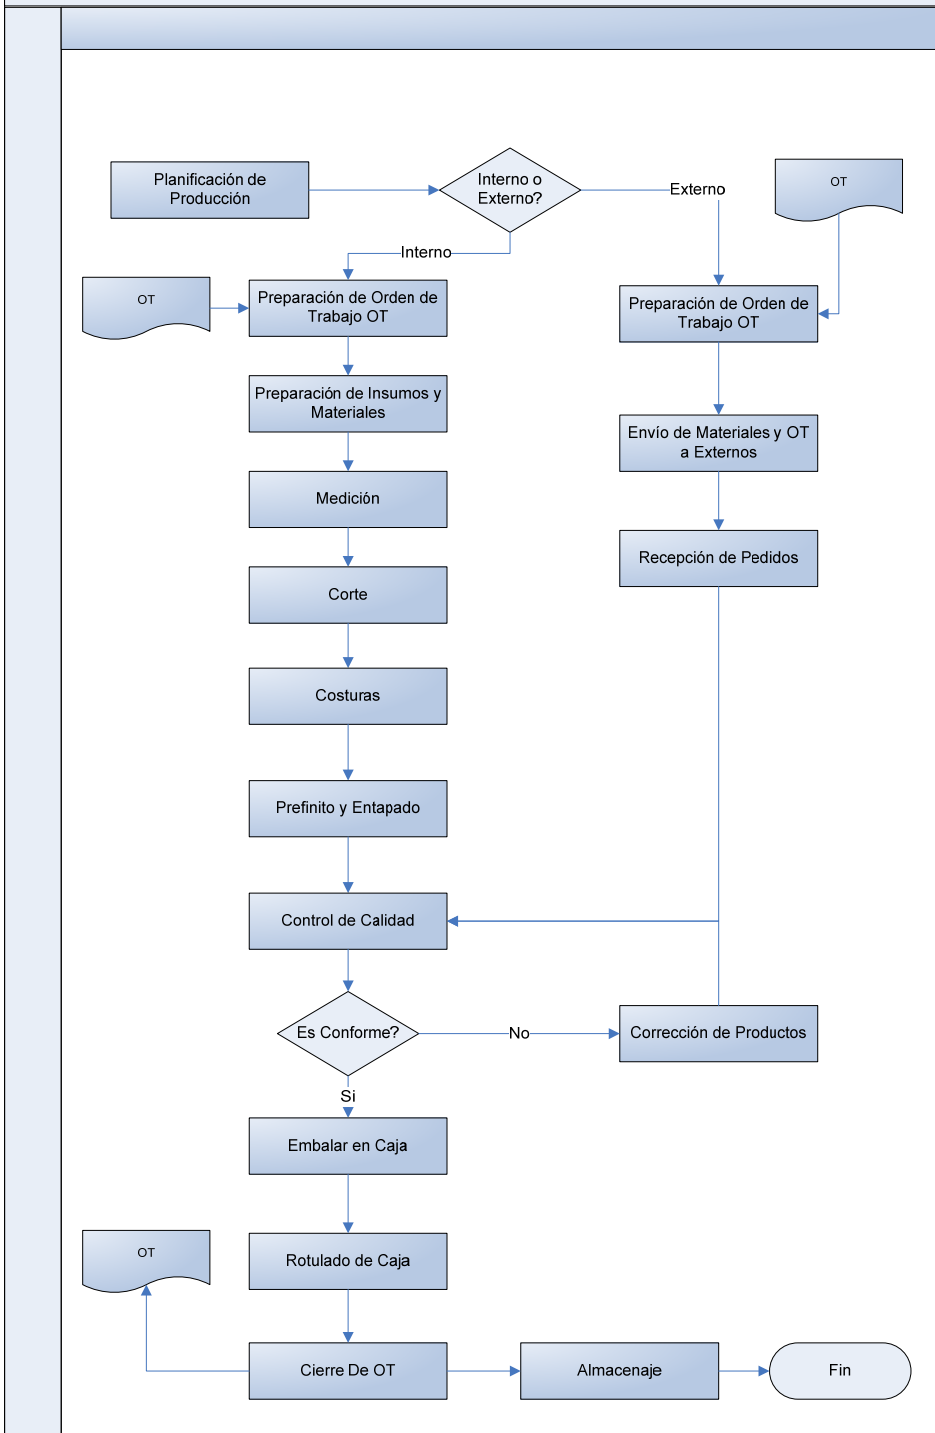 Planificación de
Producción
Interno o
Externo?
Externo
OT
Interno
OT
Preparación de Orden de
Trabajo OT
Preparación de Orden de
Trabajo OT
Preparación de Insumos y
Materiales
Envío de Materiales y OT
a Externos
Medición
Recepción de Pedidos
Corte
Costuras
Prefinito y Entapado
Control de Calidad
Es Conforme?
No
Corrección de Productos
Si
Embalar en Caja
OT
Rotulado de Caja
Cierre De OT
Almacenaje
Fin